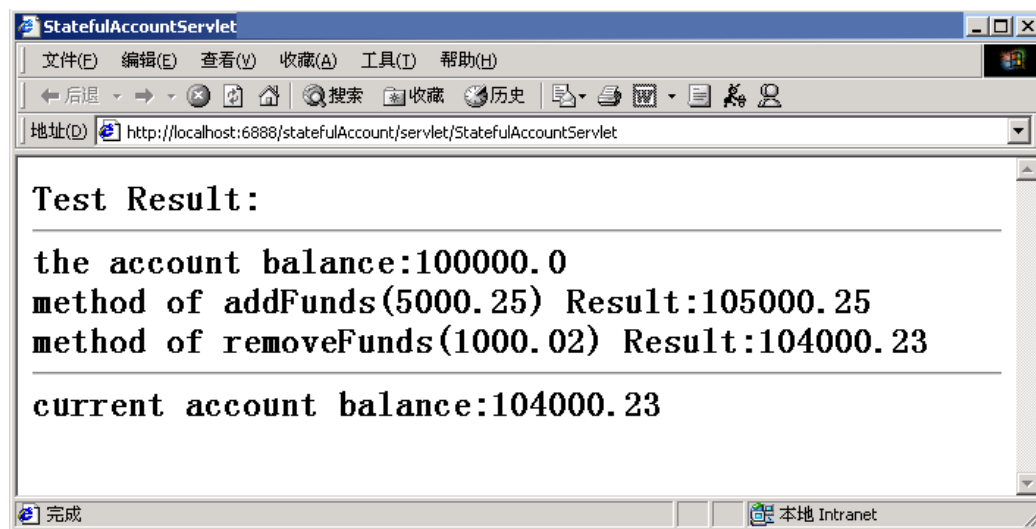 StatefulAccountServlet
文件(F) 编辑(E) 查看(V) 收藏(A) 工具(T) 帮助(H)
后退 搜索 收藏 历史
地址(D) http://localhost:6888/statefulAccount/servlet/StatefulAccountServlet
Test Result:
the account balance:100000.0
method of addFunds(5000.25) Result:105000.25
method of removeFunds(1000.02) Result:104000.23
current account balance:104000.23
完成 本地 Intranet